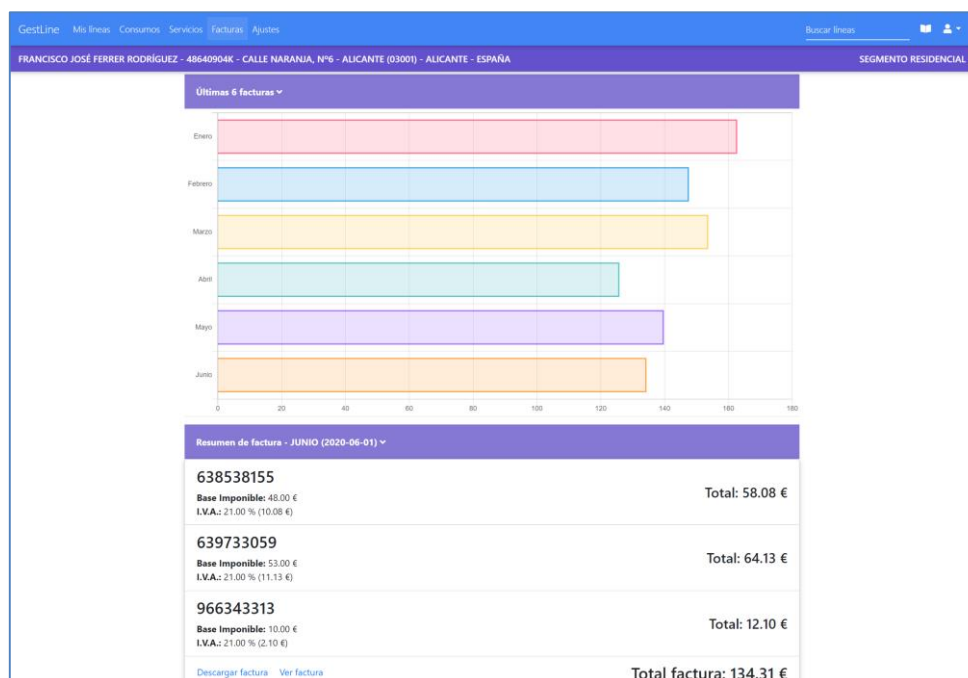 GestLine Mis líneas Consumos Servicios Facturas Ajustes Buscar líneas
FRANCISCO JOSÉ FERRER RODRÍGUEZ - 48640904K - CALLE NARANJA, Nº6 - ALICANTE (03001) - ALICANTE - ESPAÑA SEGMENTO RESIDENCIAL
Últimas 6 facturas
Enero
Febrero
Marzo
Abril
Mayo
Junio
0 20 40 60 80 100 120 140 160 180
Resumen de factura - JUNIO (2020-06-01)
638538155
Base Imponible: 48.00 € Total: 58.08 €
I.V.A.: 21.00 % (10.08 €)
639733059
Base Imponible: 53.00 € Total: 64.13 €
I.V.A.: 21.00 % (11.13 €)
966343313
Base Imponible: 10.00 € Total: 12.10 €
I.V.A.: 21.00 % (2.10 €)
Descargar factura Ver factura Total factura: 134.31 €